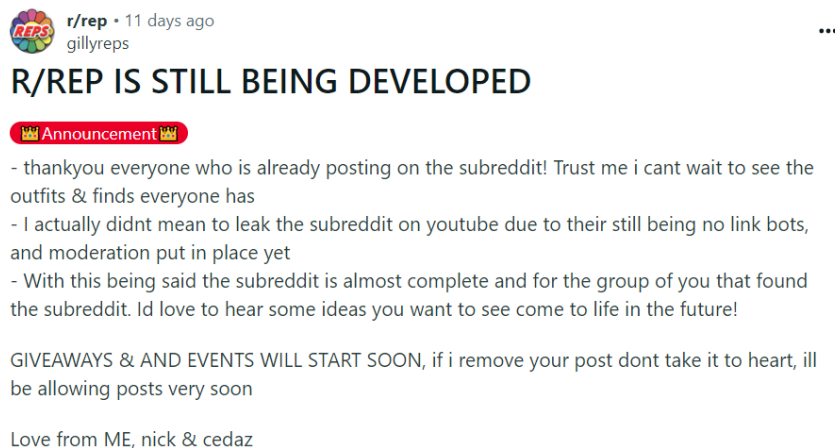 REPS
r/rep • 11 days ago
gillyreps
R/REP IS STILL BEING DEVELOPED
👑Announcement👑
- thankyou everyone who is already posting on the subreddit! Trust me i cant wait to see the
outfits & finds everyone has
- I actually didnt mean to leak the subreddit on youtube due to their still being no link bots,
and moderation put in place yet
- With this being said the subreddit is almost complete and for the group of you that found
the subreddit. Id love to hear some ideas you want to see come to life in the future!
GIVEAWAYS & AND EVENTS WILL START SOON, if i remove your post dont take it to heart, ill
be allowing posts very soon
Love from ME, nick & cedaz